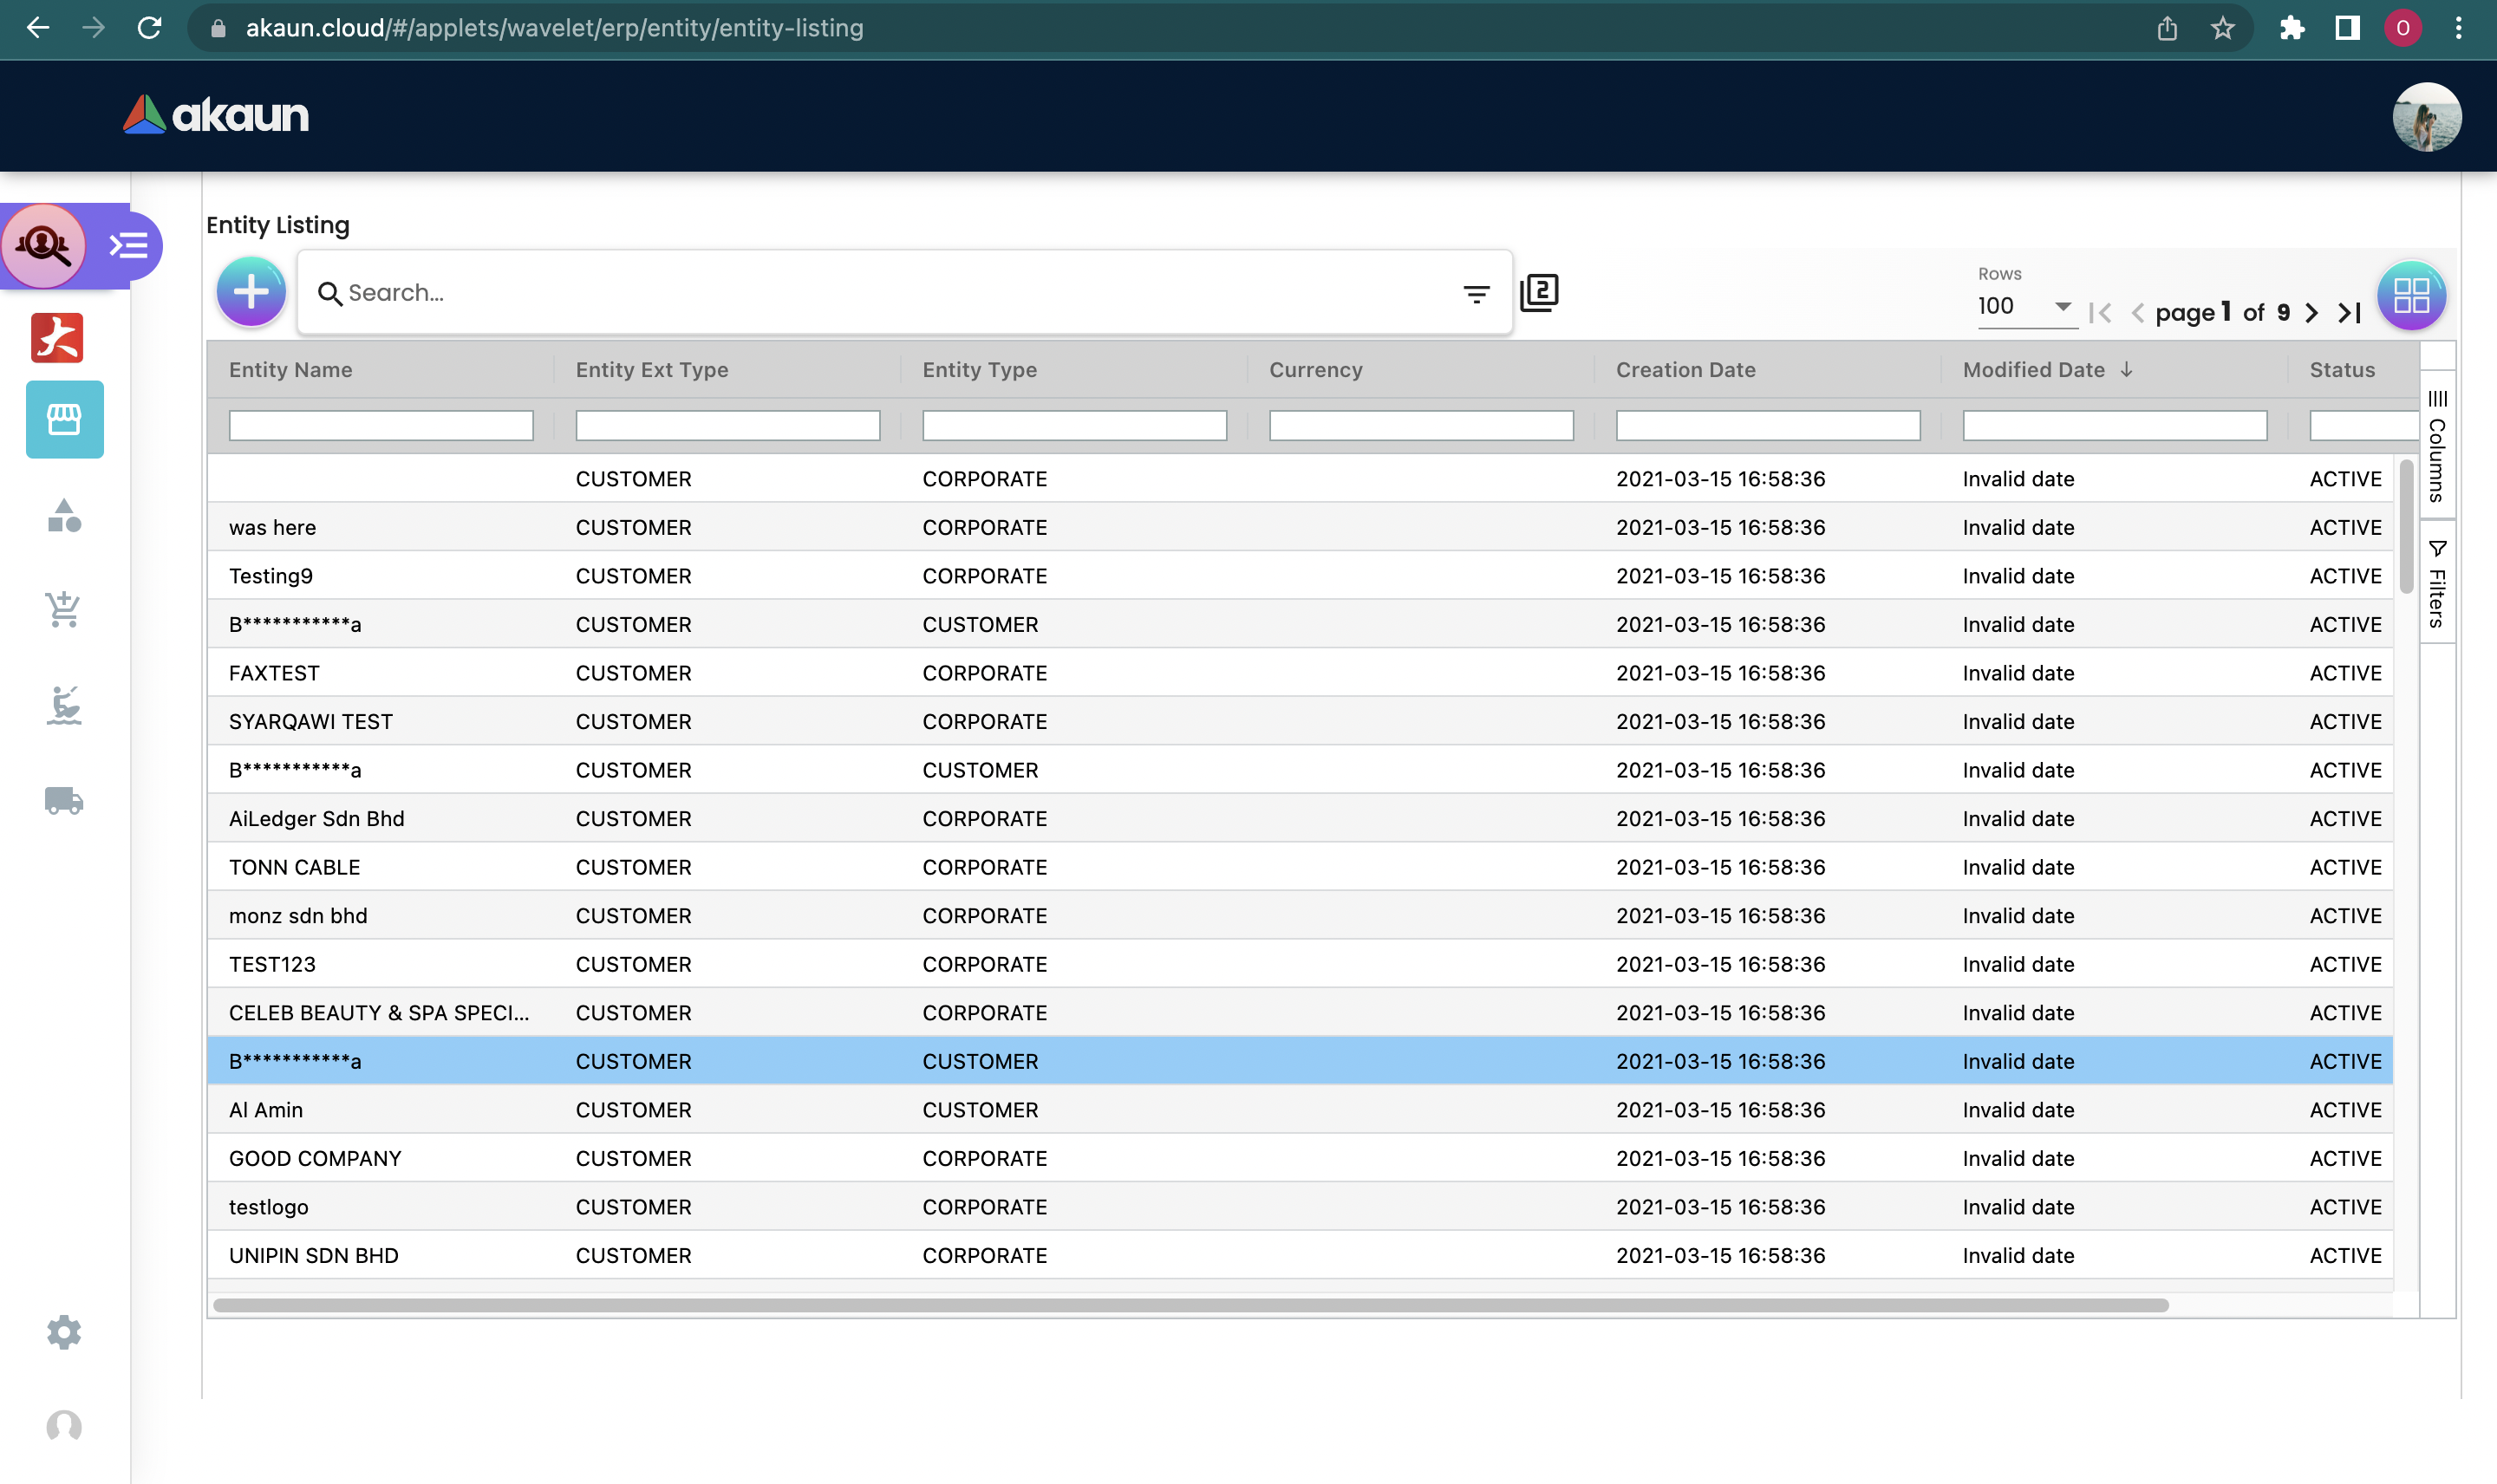 akaun.cloud/#/applets/wavelet/erp/entity/entity-listing
O
akaun
Entity Listing
Search...
2
Rows
100
page 1 of 9
Entity Name Entity Ext Type Entity Type Currency Creation Date Modified Date Status
Columns
Filters
CUSTOMER CORPORATE 2021-03-15 16:58:36 Invalid date ACTIVE
was here CUSTOMER CORPORATE 2021-03-15 16:58:36 Invalid date ACTIVE
Testing9 CUSTOMER CORPORATE 2021-03-15 16:58:36 Invalid date ACTIVE
B***********a CUSTOMER CUSTOMER 2021-03-15 16:58:36 Invalid date ACTIVE
FAXTEST CUSTOMER CORPORATE 2021-03-15 16:58:36 Invalid date ACTIVE
SYARQAWI TEST CUSTOMER CORPORATE 2021-03-15 16:58:36 Invalid date ACTIVE
B***********a CUSTOMER CUSTOMER 2021-03-15 16:58:36 Invalid date ACTIVE
AiLedger Sdn Bhd CUSTOMER CORPORATE 2021-03-15 16:58:36 Invalid date ACTIVE
TONN CABLE CUSTOMER CORPORATE 2021-03-15 16:58:36 Invalid date ACTIVE
monz sdn bhd CUSTOMER CORPORATE 2021-03-15 16:58:36 Invalid date ACTIVE
TEST123 CUSTOMER CORPORATE 2021-03-15 16:58:36 Invalid date ACTIVE
CELEB BEAUTY & SPA SPECI... CUSTOMER CORPORATE 2021-03-15 16:58:36 Invalid date ACTIVE
B***********a CUSTOMER CUSTOMER 2021-03-15 16:58:36 Invalid date ACTIVE
Al Amin CUSTOMER CUSTOMER 2021-03-15 16:58:36 Invalid date ACTIVE
GOOD COMPANY CUSTOMER CORPORATE 2021-03-15 16:58:36 Invalid date ACTIVE
testlogo CUSTOMER CORPORATE 2021-03-15 16:58:36 Invalid date ACTIVE
UNIPIN SDN BHD CUSTOMER CORPORATE 2021-03-15 16:58:36 Invalid date ACTIVE